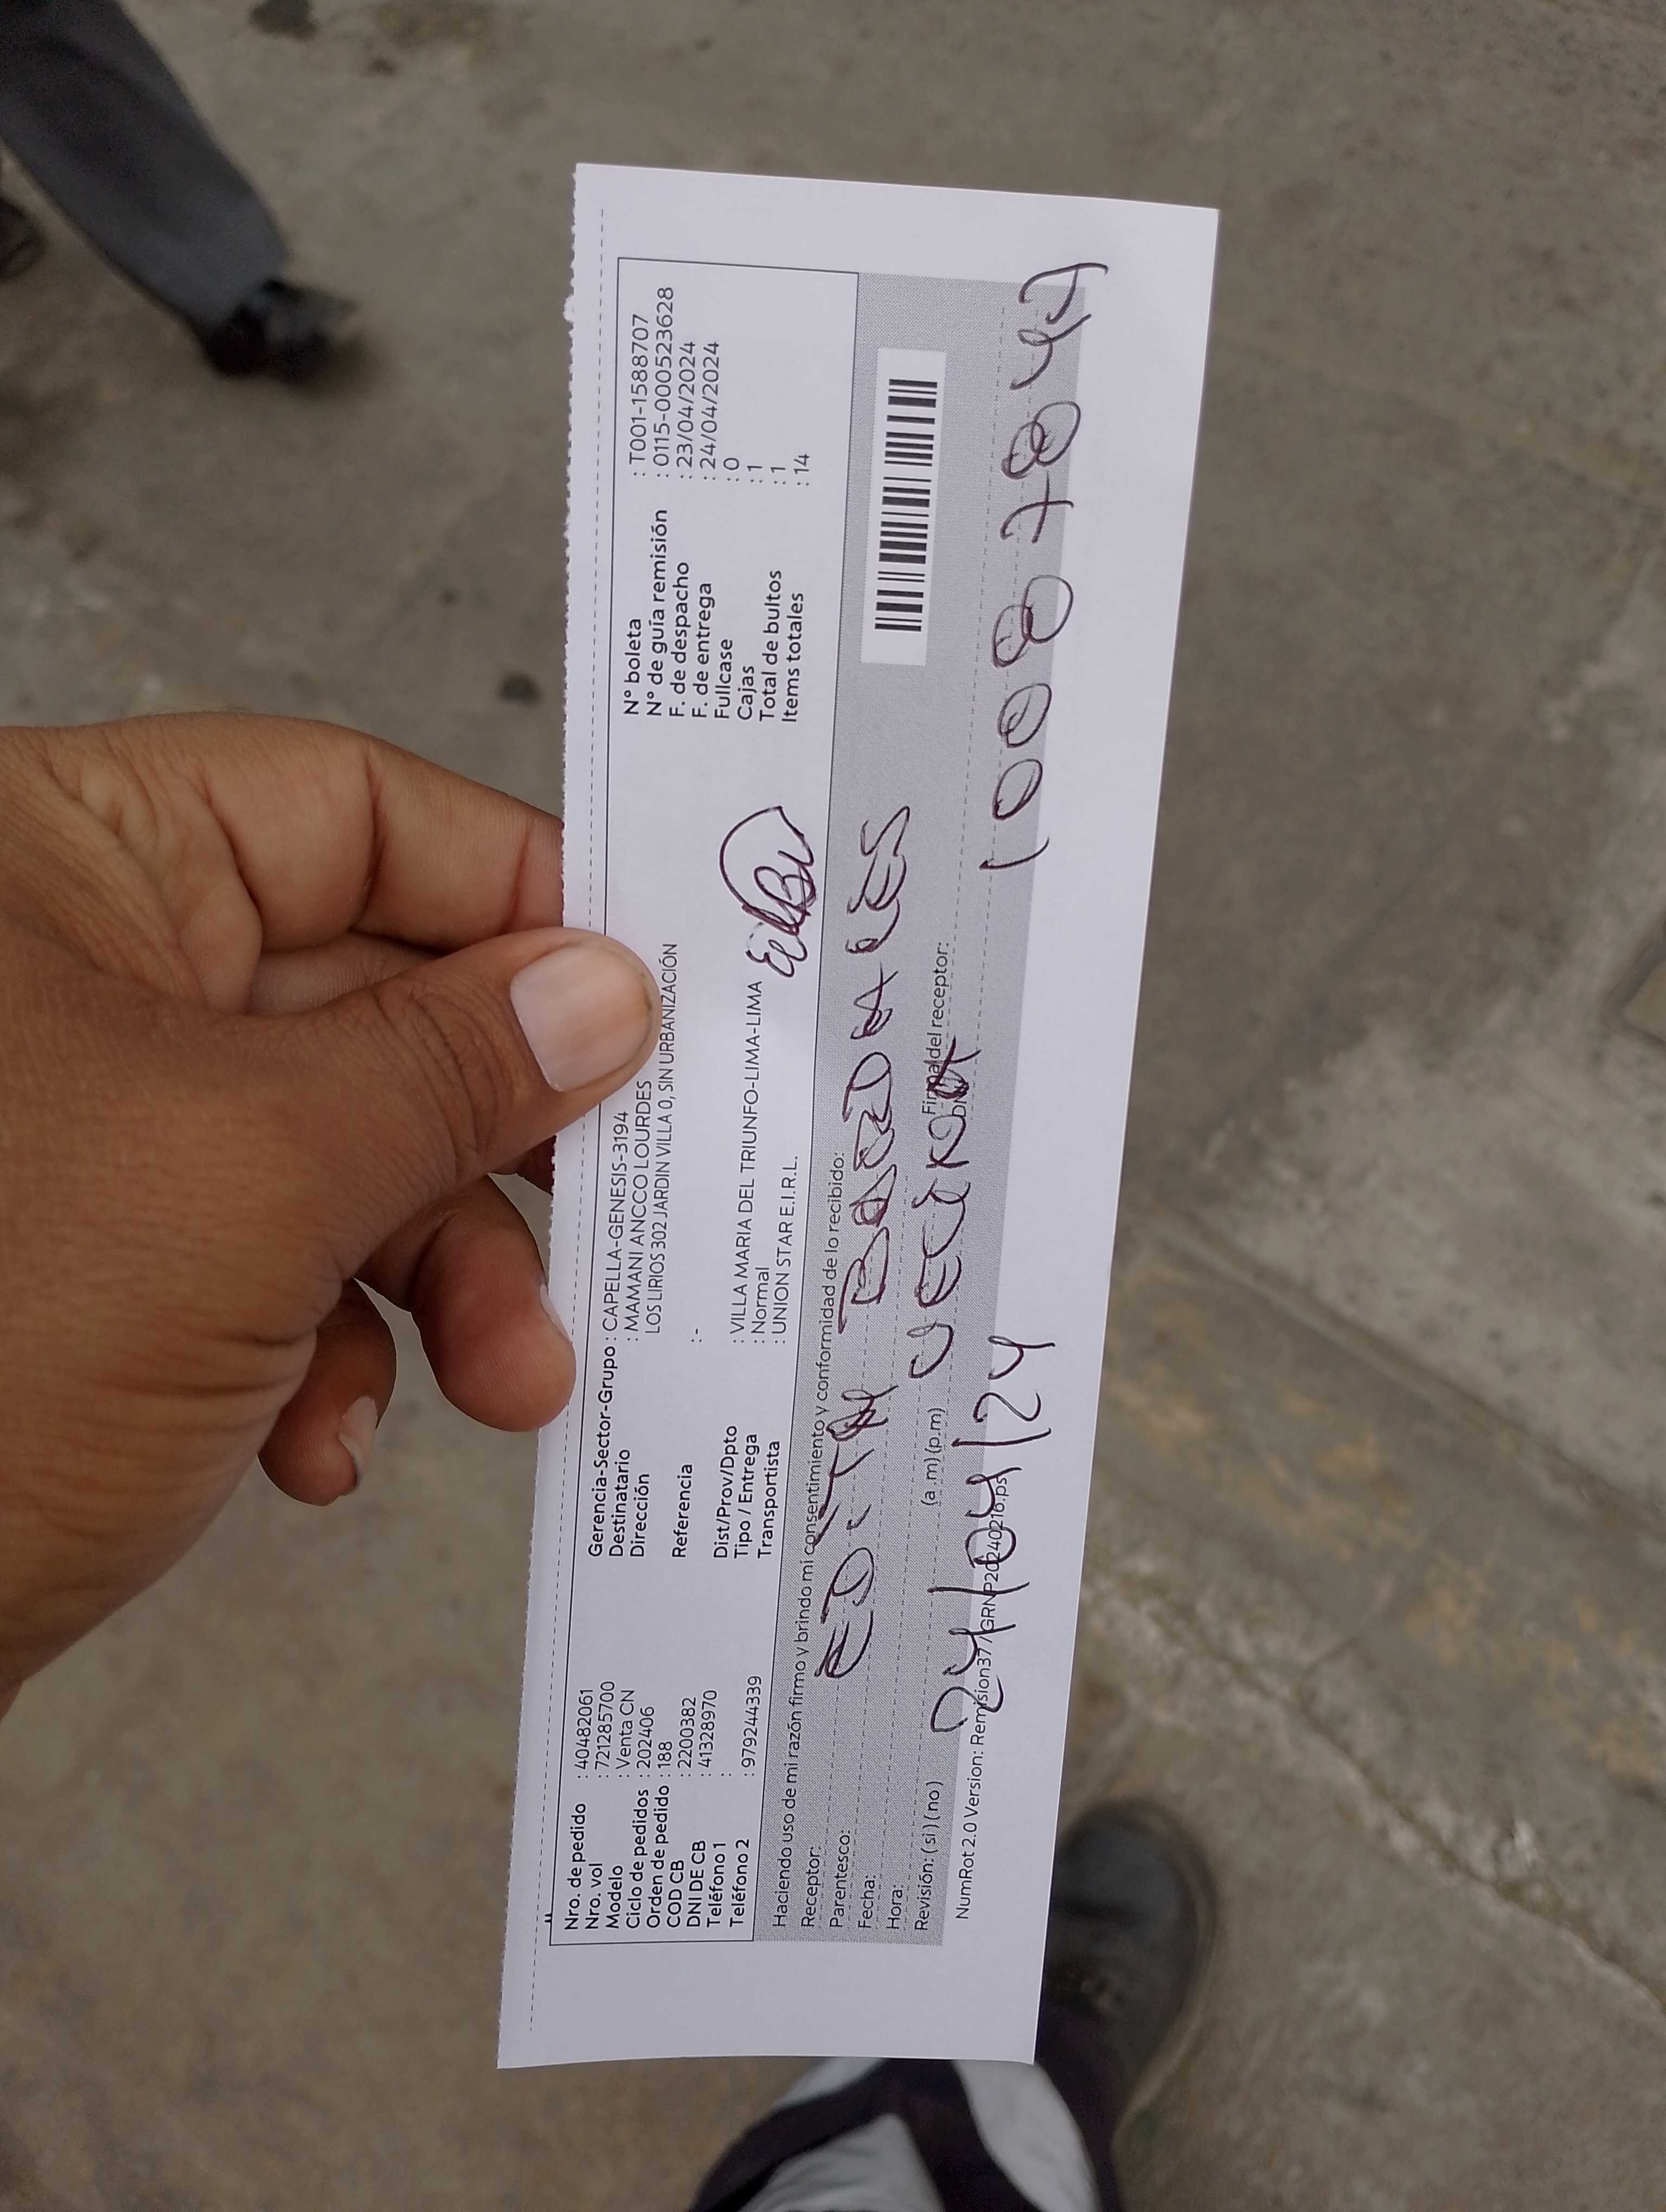 Nro. de pedido : 40482061
Nro. vol : 721285700
Modelo : Venta CN
Ciclo de pedidos : 202406
Orden de pedido : 188
COD CB : 2200382
DNI DE CB : 41328970
Teléfono 1 :
Teléfono 2 : 979244339
Gerencia-Sector-Grupo : CAPELLA-GENESIS-3194
Destinatario : MAMANI ANCCO LOURDES
Dirección LOS LIRIOS 302 JARDIN VILLA 0, SIN URBANIZACIÓN
Referencia :-
Dist/Prov/Dpto : VILLA MARIA DEL TRIUNFO-LIMA-LIMA
Tipo / Entrega : Normal
Transportista : UNION STAR E.I.R.L.
N° boleta : T001-1588707
N° de guía remisión : 0115-000523628
F. de despacho : 23/04/2024
F. de entrega : 24/04/2024
Fullcase : 0
Cajas : 1
Total de bultos : 1
Items totales : 14
Haciendo uso de mi razón firmo y brindo mi consentimiento y conformidad de lo recibido:
Receptor:
Parentesco:
Fecha:
Hora: (a.m) (p.m) Firma del receptor:
Revisión: (si) (no)
24/04/24
10087844
NumRot 2.0 Version: Remision377GRNP20240216.ps